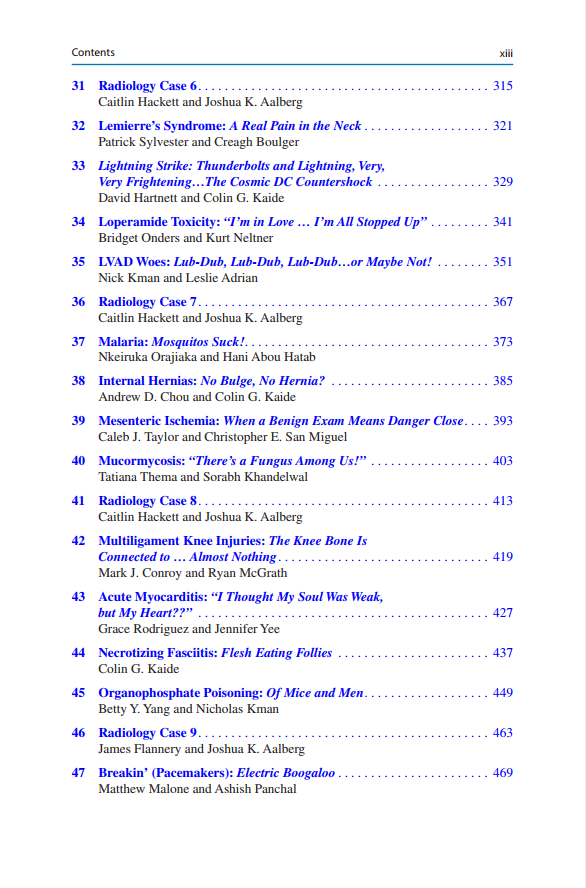 Contents xiii
31 Radiology Case 6. . . . . . . . . . . . . . . . . . . . . . . . . . . . . . . . . . . . . . . . . . . . 315
Caitlin Hackett and Joshua K. Aalberg
32 Lemierre's Syndrome: A Real Pain in the Neck . . . . . . . . . . . . . . . . . . . 321
Patrick Sylvester and Creagh Boulger
33 Lightning Strike: Thunderbolts and Lightning, Very,
Very Frightening…The Cosmic DC Countershock . . . . . . . . . . . . . . . . . 329
David Hartnett and Colin G. Kaide
34 Loperamide Toxicity: “I'm in Love … I'm All Stopped Up” . . . . . . . . . 341
Bridget Onders and Kurt Neltner
35 LVAD Woes: Lub-Dub, Lub-Dub, Lub-Dub…or Maybe Not! . . . . . . . . 351
Nick Kman and Leslie Adrian
36 Radiology Case 7. . . . . . . . . . . . . . . . . . . . . . . . . . . . . . . . . . . . . . . . . . . . 367
Caitlin Hackett and Joshua K. Aalberg
37 Malaria: Mosquitos Suck!. . . . . . . . . . . . . . . . . . . . . . . . . . . . . . . . . . . . . 373
Nkeiruka Orajiaka and Hani Abou Hatab
38 Internal Hernias: No Bulge, No Hernia? . . . . . . . . . . . . . . . . . . . . . . . . 385
Andrew D. Chou and Colin G. Kaide
39 Mesenteric Ischemia: When a Benign Exam Means Danger Close. . . . 393
Caleb J. Taylor and Christopher E. San Miguel
40 Mucormycosis: “There's a Fungus Among Us!” . . . . . . . . . . . . . . . . . . 403
Tatiana Thema and Sorabh Khandelwal
41 Radiology Case 8. . . . . . . . . . . . . . . . . . . . . . . . . . . . . . . . . . . . . . . . . . . . 413
Caitlin Hackett and Joshua K. Aalberg
42 Multiligament Knee Injuries: The Knee Bone Is
Connected to … Almost Nothing. . . . . . . . . . . . . . . . . . . . . . . . . . . . . . . . 419
Mark J. Conroy and Ryan McGrath
43 Acute Myocarditis: “I Thought My Soul Was Weak,
but My Heart??” . . . . . . . . . . . . . . . . . . . . . . . . . . . . . . . . . . . . . . . . . . . . 427
Grace Rodriguez and Jennifer Yee
44 Necrotizing Fasciitis: Flesh Eating Follies . . . . . . . . . . . . . . . . . . . . . . . 437
Colin G. Kaide
45 Organophosphate Poisoning: Of Mice and Men. . . . . . . . . . . . . . . . . . . 449
Betty Y. Yang and Nicholas Kman
46 Radiology Case 9. . . . . . . . . . . . . . . . . . . . . . . . . . . . . . . . . . . . . . . . . . . . 463
James Flannery and Joshua K. Aalberg
47 Breakin' (Pacemakers): Electric Boogaloo . . . . . . . . . . . . . . . . . . . . . . . 469
Matthew Malone and Ashish Panchal